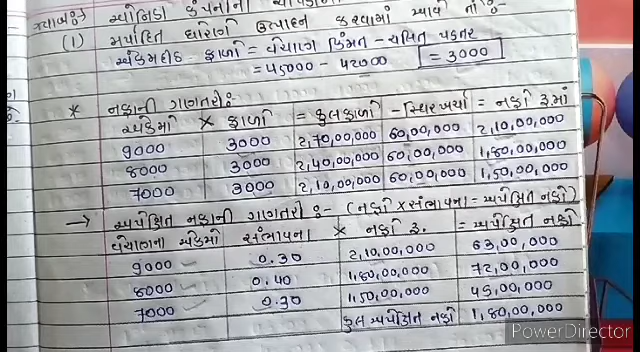 જવાબ:-
(1) મર્યાદિત ધોરણે ઉત્પાદન કરવામાં આવે તો :-
એકમદીઠ ફાળો = વેચાણ કિંમત - ચલિત પડતર
= 45000 - 42000 = 3000
* નફાની ગણતરી :-
એકમો × ફાળો = કુલફાળો - સ્થિરખર્ચા = નફો રૂ.માં
9000 3000 2,70,00,000 60,00,000 2,10,00,000
8000 3000 2,40,00,000 60,00,000 1,80,00,000
7000 3000 2,10,00,000 60,00,000 1,50,00,000
→ અપેક્ષિત નફાની ગણતરી :- (નફો × સંભાવના = અપેક્ષિત નફો)
વેચાણના એકમો સંભાવના × નફો રૂ. = અપેક્ષિત નફો
9000 0.30 2,10,00,000 63,00,000
8000 0.40 1,80,00,000 72,00,000
7000 0.30 1,50,00,000 45,00,000
કુલ અપેક્ષિત નફો 1,80,00,000
PowerDirector